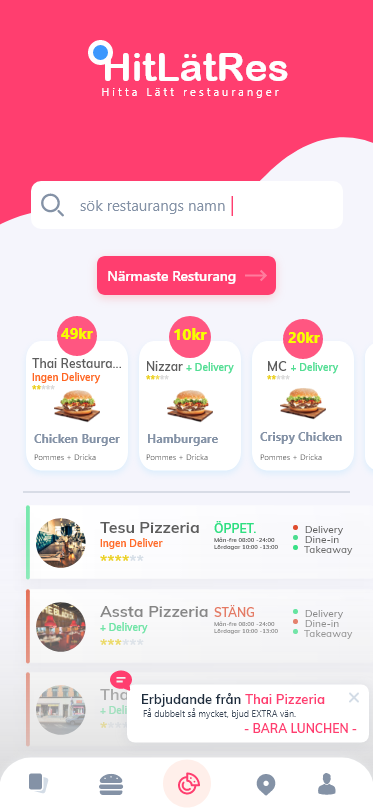 HitLätRes
Hitta Lätt restauranger
sök restaurangs namn
Närmaste Resturang
49kr
10kr
20kr
Thai Restaura...
Ingen Delivery
Nizzar + Delivery
MC + Delivery
Chicken Burger
Hamburgare
Crispy Chicken
Pommes + Dricka
Pommes + Dricka
Pommes + Dricka
Tesu Pizzeria
Ingen Deliver
ÖPPET.
Mån-fre 08:00 -24:00
Lördagar 10:00 -13:00
Delivery
Dine-in
Takeaway
Assta Pizzeria
+ Delivery
STÄNG
Mån-fre 08:00 -24:00
Lördagar 10:00 -13:00
Delivery
Dine-in
Takeaway
Erbjudande från Thai Pizzeria
Få dubbelt så mycket, bjud EXTRA vän.
- BARA LUNCHEN -